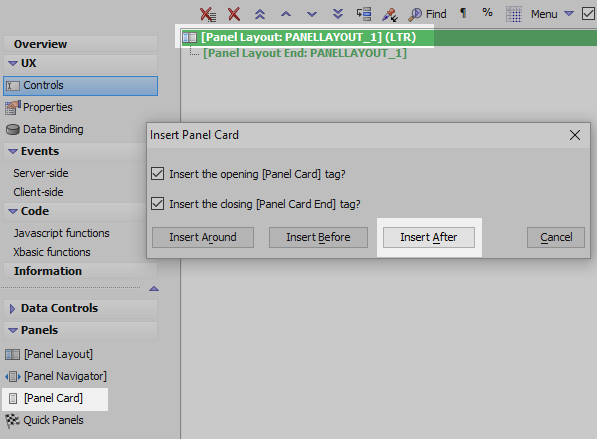 Find
¶
%
Menu
Overview
UX
Controls
Properties
Data Binding
Events
Server-side
Client-side
Code
Javascript functions
Xbasic functions
Information
Data Controls
Panels
[Panel Layout]
[Panel Navigator]
[Panel Card]
Quick Panels
[Panel Layout: PANELLAYOUT_1] (LTR)
[Panel Layout End: PANELLAYOUT_1]
Insert Panel Card
Insert the opening [Panel Card] tag?
Insert the closing [Panel Card End] tag?
Insert Around
Insert Before
Insert After
Cancel